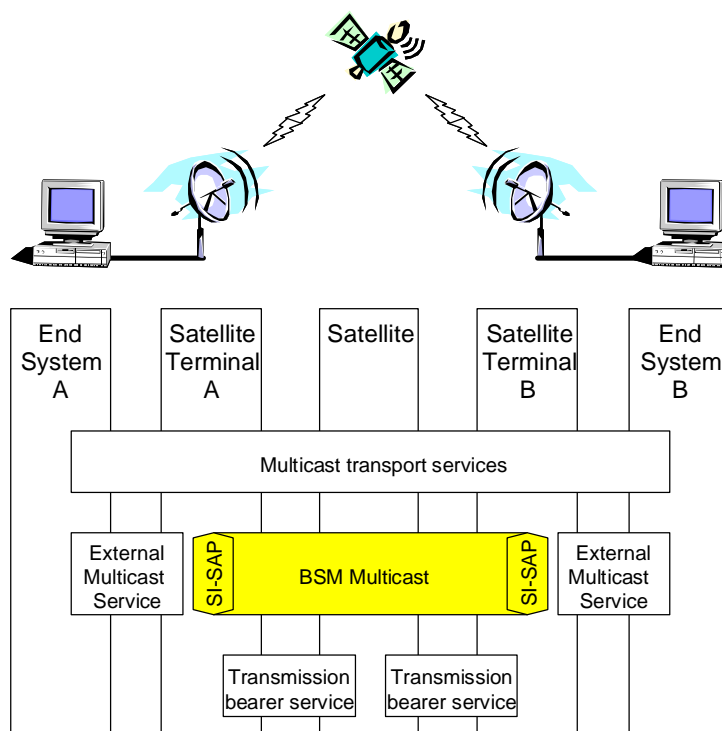 End
System
A
Satellite
Terminal
A
Satellite
Satellite
Terminal
B
End
System
B
Multicast transport services
External
Multicast
Service
SI-SAP
BSM Multicast
SI-SAP
External
Multicast
Service
Transmission
bearer service
Transmission
bearer service